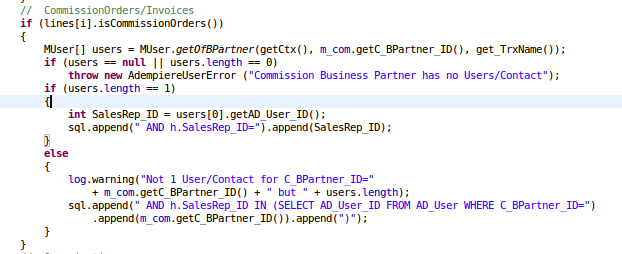 // CommissionOrders/Invoices
if (lines[i].isCommissionOrders())
{
MUser[] users = MUser.getOfBPartner(getCtx(), m_com.getC_BPartner_ID(), get_TrxName());
if (users == null || users.length == 0)
throw new AdempiereUserError ("Commission Business Partner has no Users/Contact");
if (users.length == 1)
{
int SalesRep_ID = users[0].getAD_User_ID();
sql.append(" AND h.SalesRep_ID=").append(SalesRep_ID);
}
else
{
log.warning("Not 1 User/Contact for C_BPartner_ID="
+ m_com.getC_BPartner_ID() + " but " + users.length);
sql.append(" AND h.SalesRep_ID IN (SELECT AD_User_ID FROM AD_User WHERE C_BPartner_ID=")
.append(m_com.getC_BPartner_ID()).append(")");
}
}